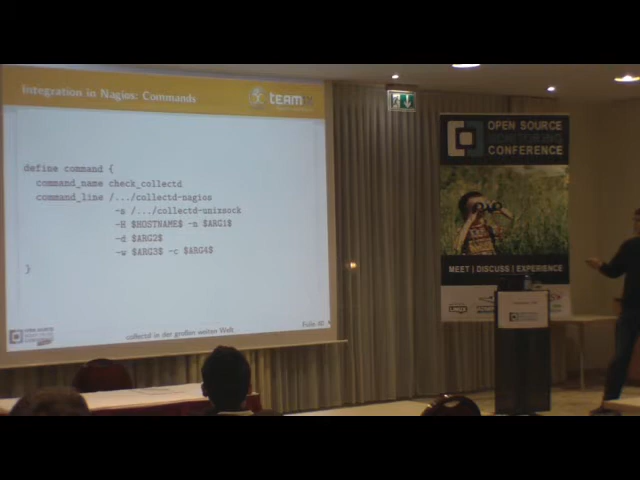 Integration in Nagios: Commands
TEAM
define command {
command_name check_collectd
command_line /.../collectd-nagios
-s /.../collectd-unixsock
-H $HOSTNAME$ -n $ARG1$
-d $ARG2$
-w $ARG3$ -c $ARG4$
}
collectd in der großen weiten Welt
OPEN SOURCE
MONITORING
CONFERENCE
MEET | DISCUSS | EXPERIENCE